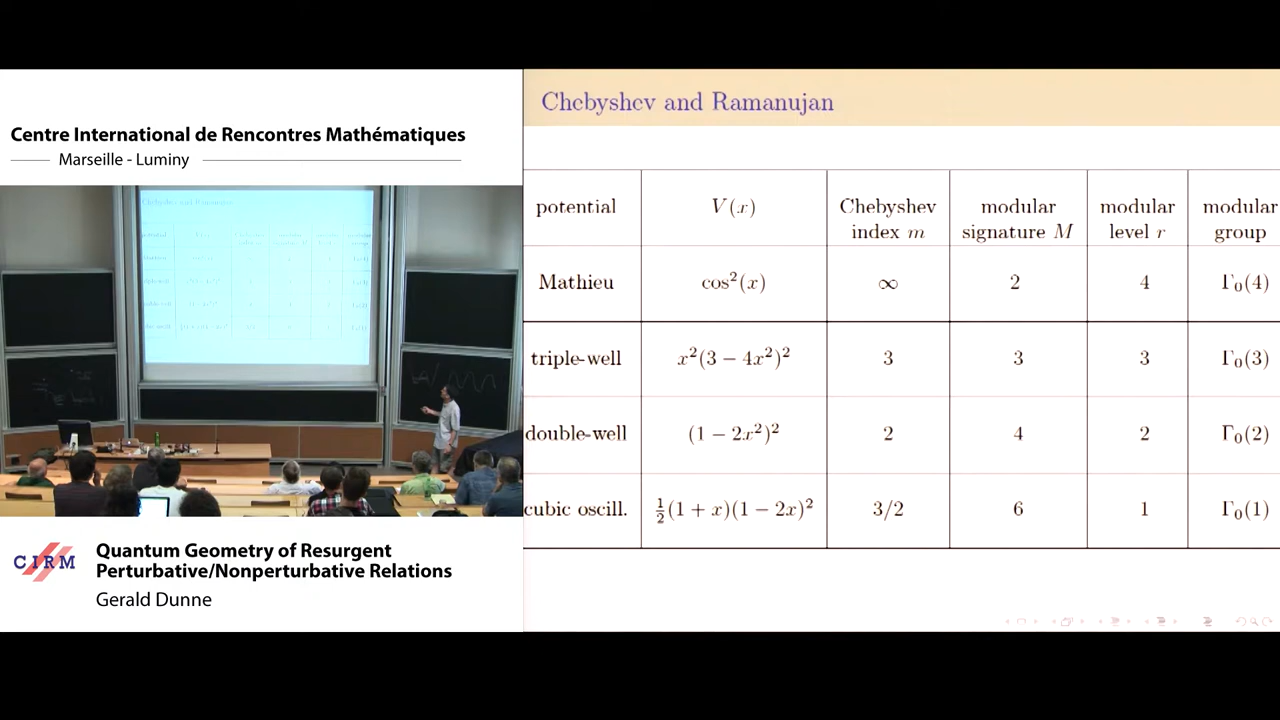 Centre International de Rencontres Mathématiques
Marseille - Luminy
CIRM
Quantum Geometry of Resurgent
Perturbative/Nonperturbative Relations
Gerald Dunne
Chebyshev and Ramanujan
potential V(x) Chebyshev index m modular signature M modular level r modular group
Mathieu cos²(x) ∞ 2 4 Γ₀(4)
triple-well x²(3 − 4x²)² 3 3 3 Γ₀(3)
double-well (1 − 2x²)² 2 4 2 Γ₀(2)
cubic oscill. ½(1 + x)(1 − 2x)² 3/2 6 1 Γ₀(1)